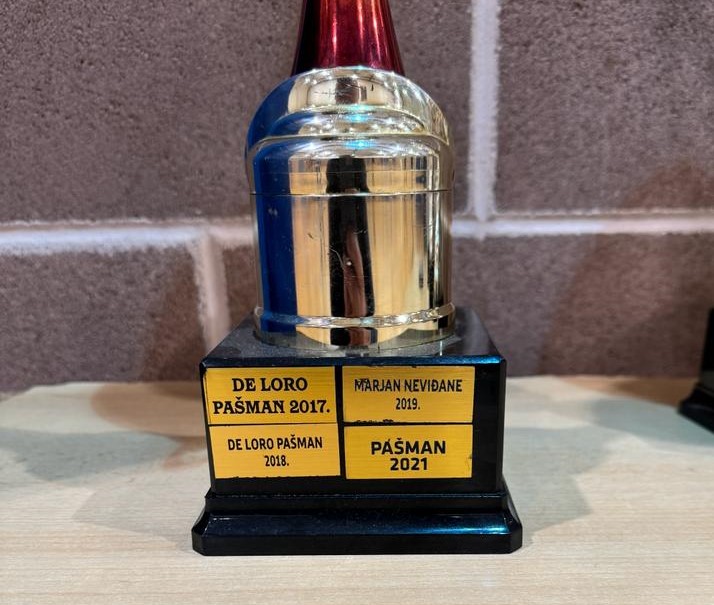 DE LORO
PAŠMAN 2017.
MARJAN NEVIĐANE
2019.
DE LORO PAŠMAN
2018.
PAŠMAN
2021